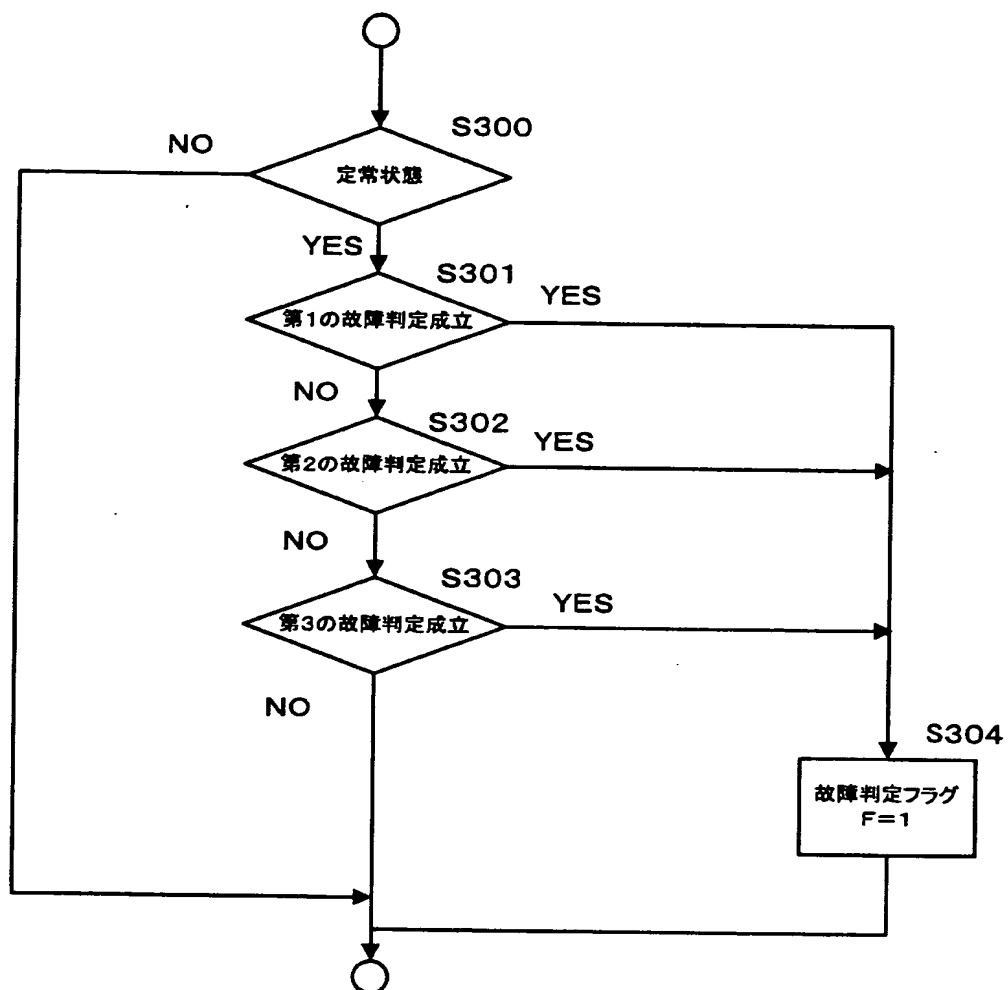 S300
NO
定常状態
YES
S301
YES
第1の故障判定成立
NO
S302
YES
第2の故障判定成立
NO
S303
YES
第3の故障判定成立
NO
S304
故障判定フラグ
F=1